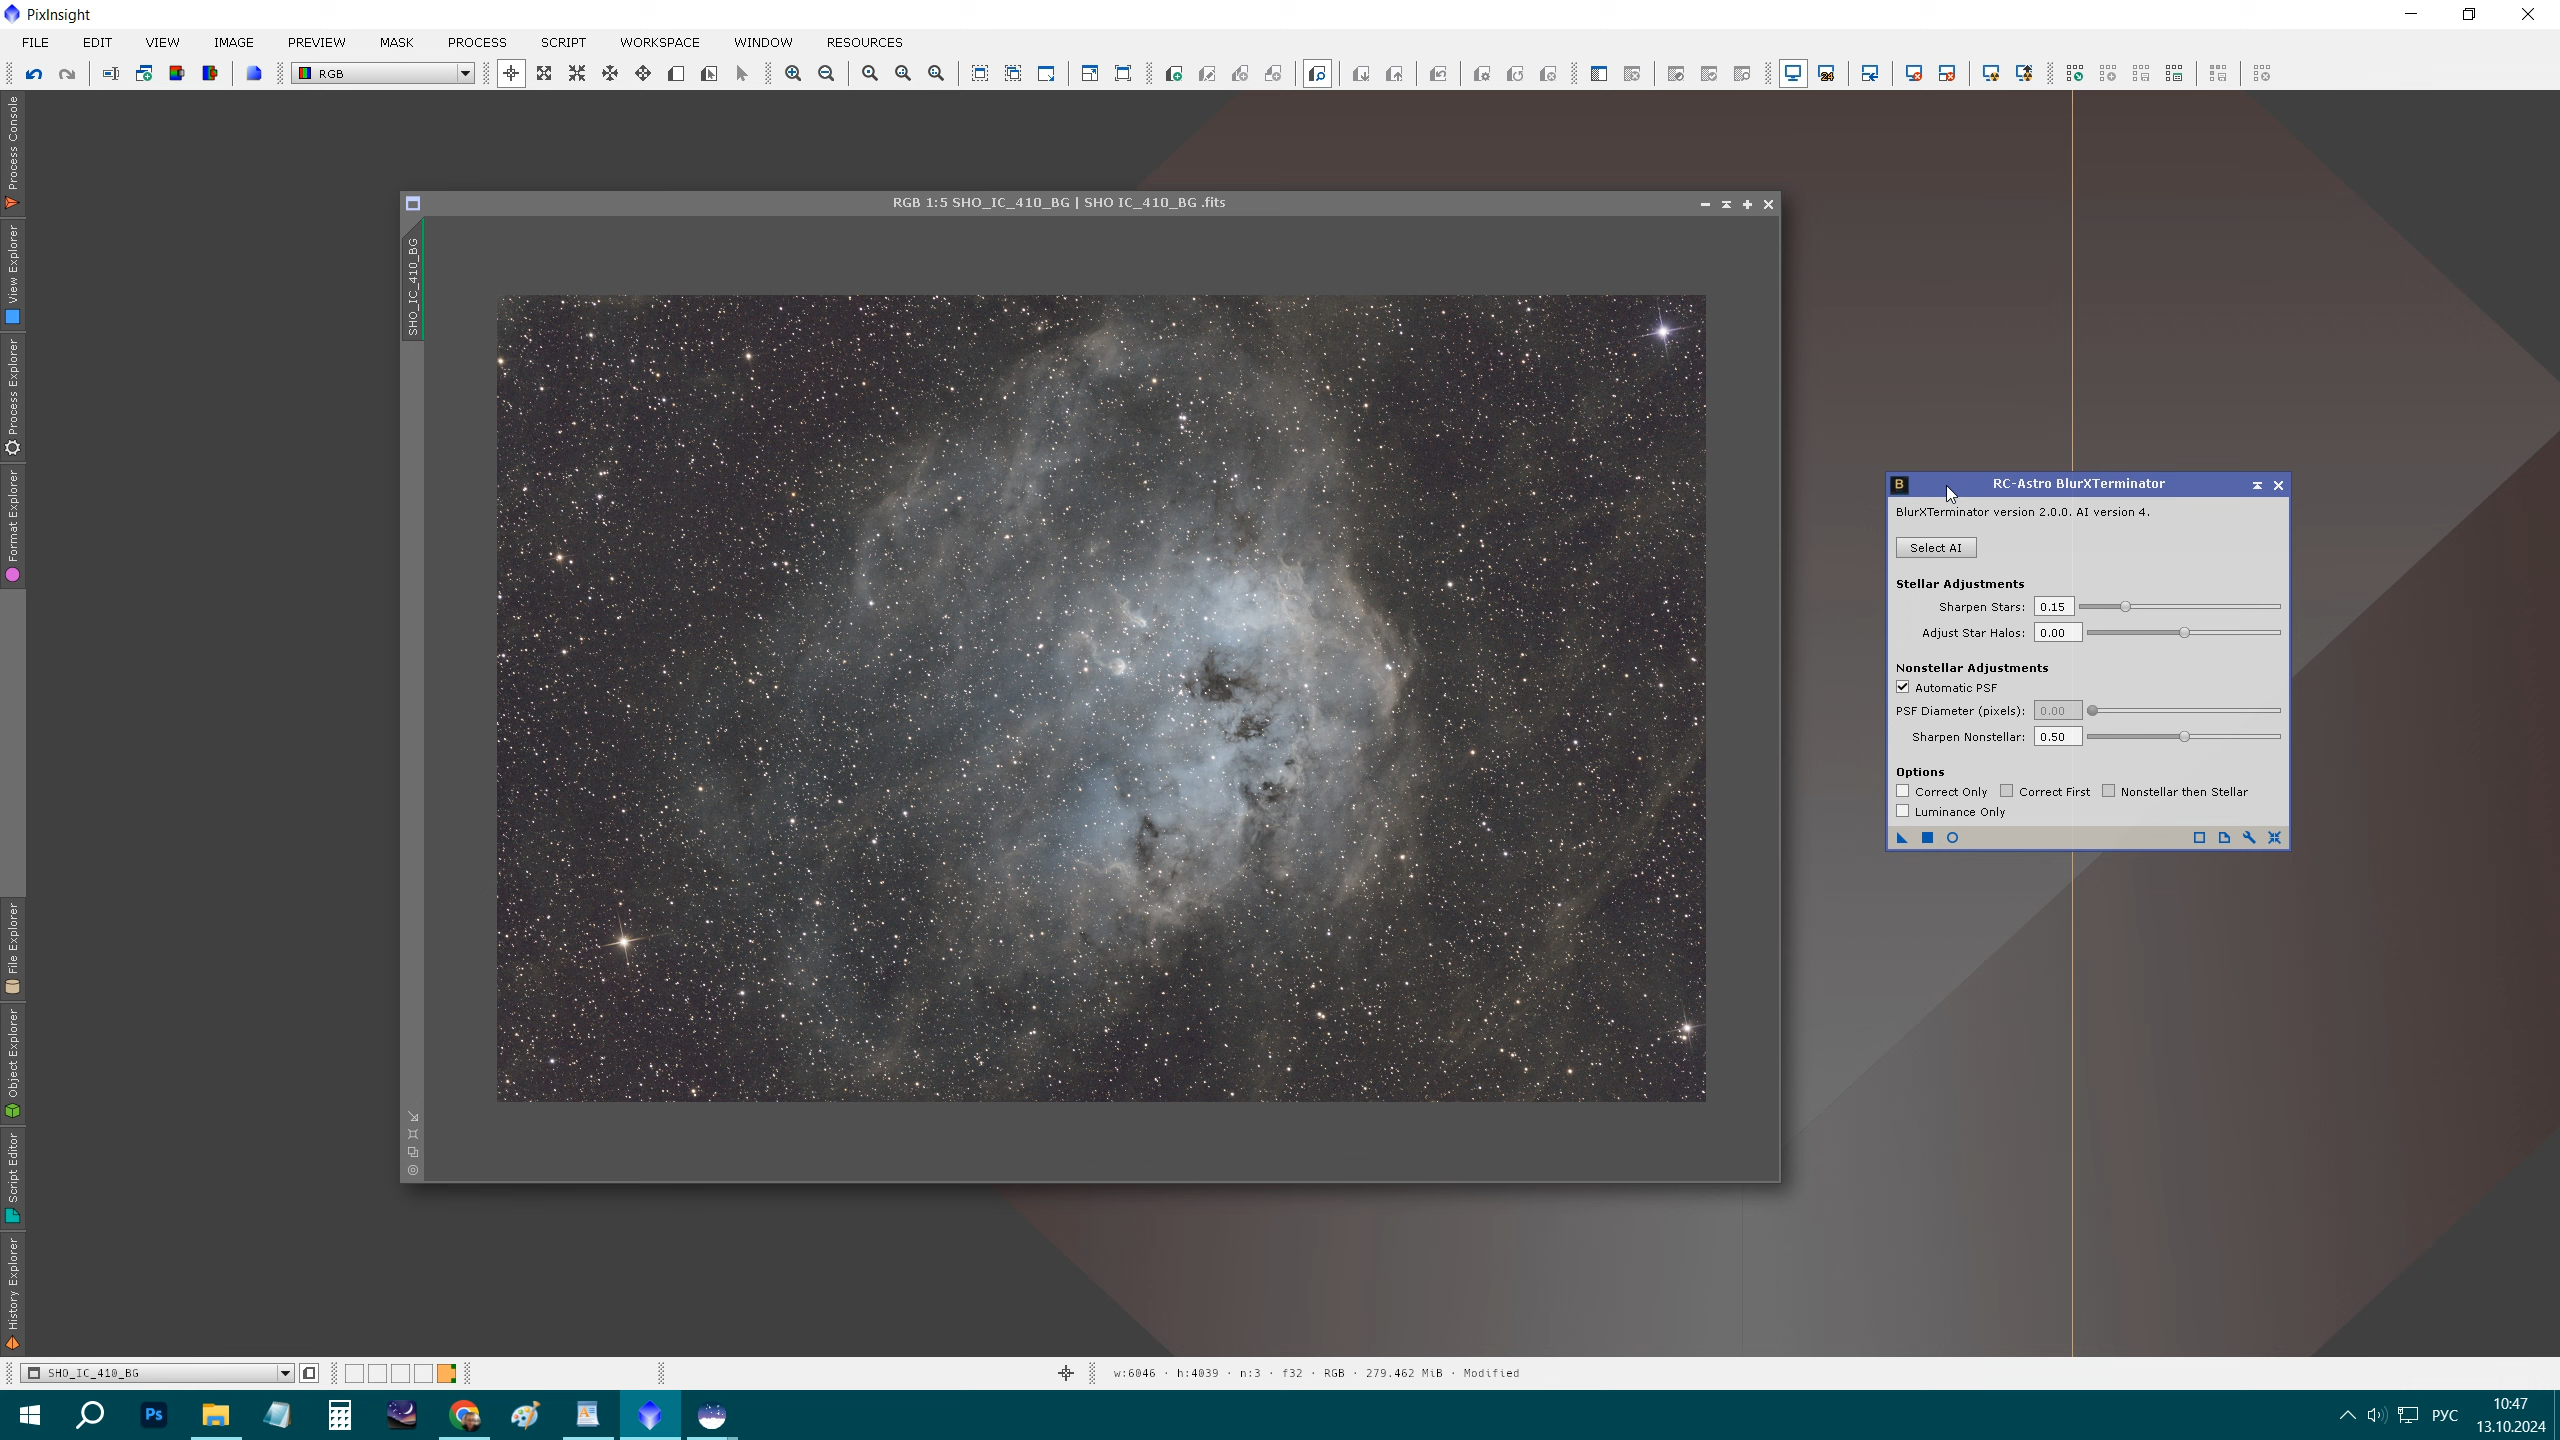 PixInsight
FILE EDIT VIEW IMAGE PREVIEW MASK PROCESS SCRIPT WORKSPACE WINDOW RESOURCES
RGB
24
Process Console
View Explorer
Process Explorer
Format Explorer
File Explorer
Object Explorer
Script Editor
History Explorer
RGB 1:5 SHO_IC_410_BG | SHO IC_410_BG .fits
SHO_IC_410_BG
B RC-Astro BlurXTerminator
BlurXTerminator version 2.0.0. AI version 4.
Select AI
Stellar Adjustments
Sharpen Stars: 0.15
Adjust Star Halos: 0.00
Nonstellar Adjustments
Automatic PSF
PSF Diameter (pixels): 0.00
Sharpen Nonstellar: 0.50
Options
Correct Only Correct First Nonstellar then Stellar
Luminance Only
SHO_IC_410_BG
w:6046 · h:4039 · n:3 · f32 · RGB · 279.462 MiB · Modified
Ps
РУС
10:47
13.10.2024